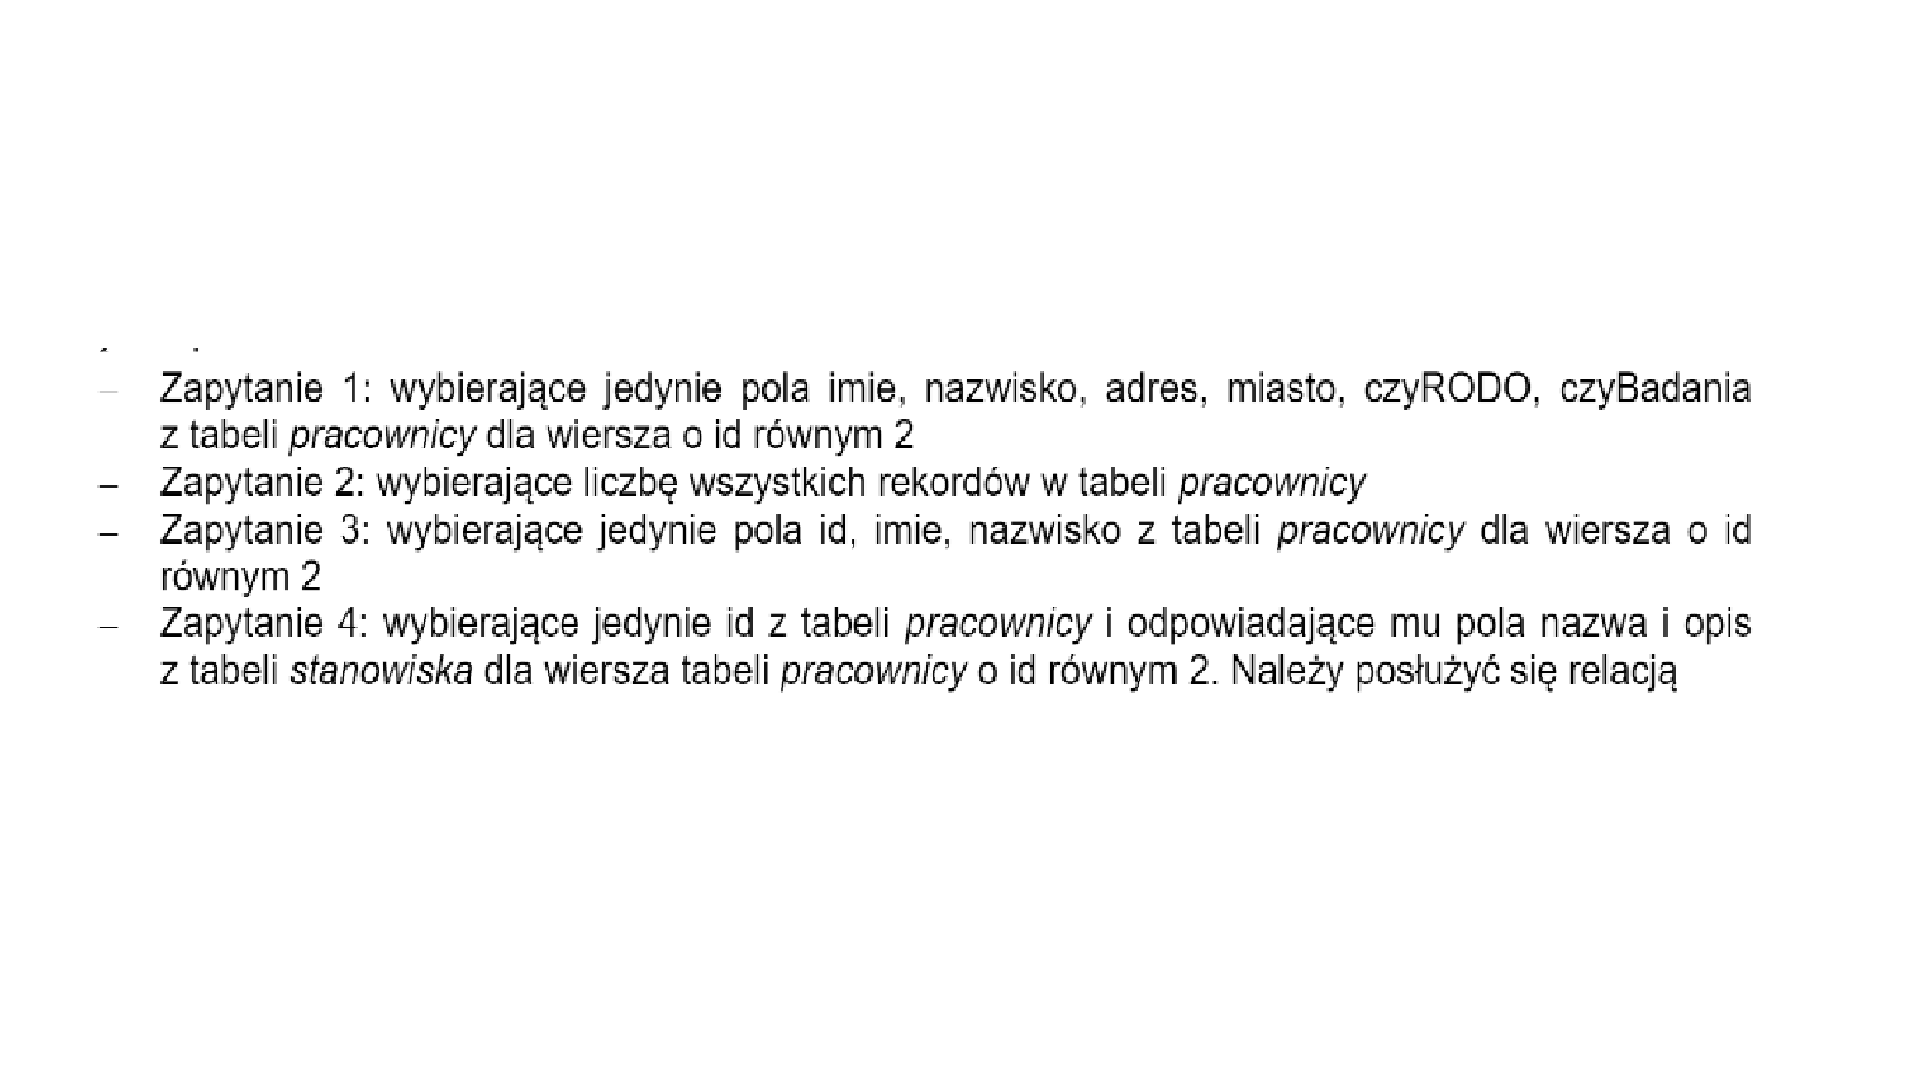 – Zapytanie 1: wybierające jedynie pola imie, nazwisko, adres, miasto, czyRODO, czyBadania
z tabeli pracownicy dla wiersza o id równym 2
– Zapytanie 2: wybierające liczbę wszystkich rekordów w tabeli pracownicy
– Zapytanie 3: wybierające jedynie pola id, imie, nazwisko z tabeli pracownicy dla wiersza o id
równym 2
– Zapytanie 4: wybierające jedynie id z tabeli pracownicy i odpowiadające mu pola nazwa i opis
z tabeli stanowiska dla wiersza tabeli pracownicy o id równym 2. Należy posłużyć się relacją